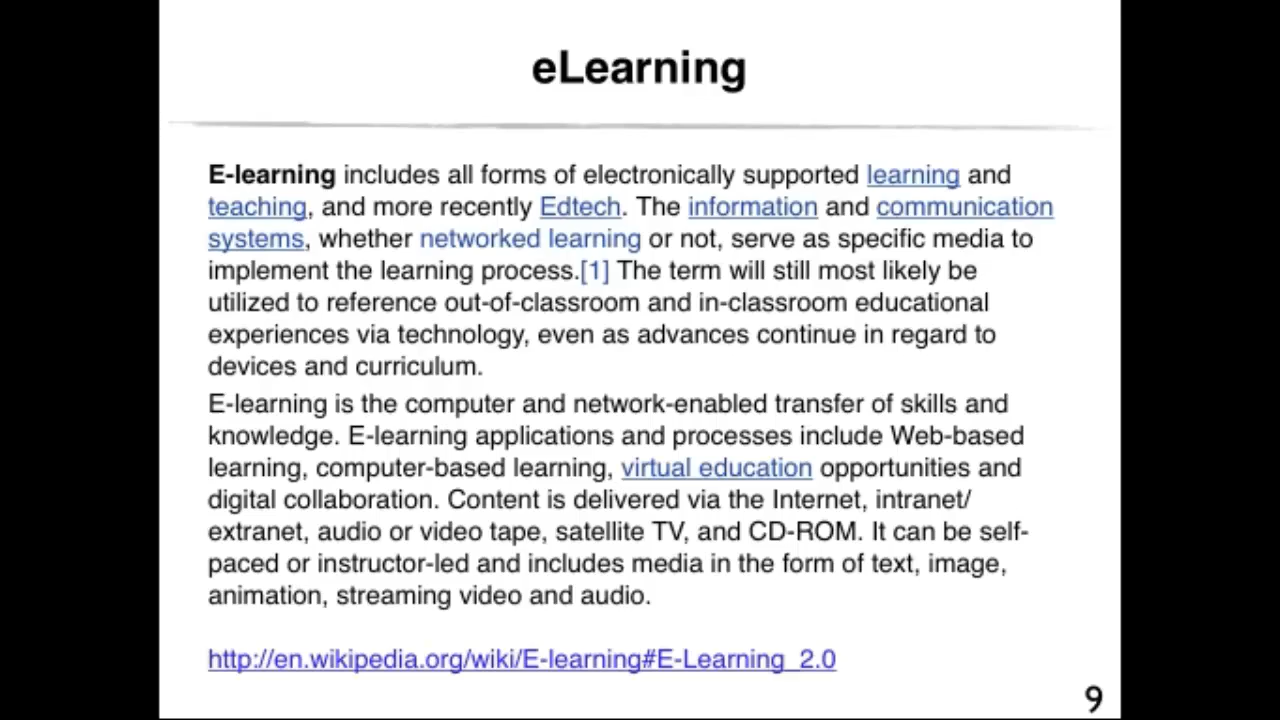 eLearning
E-learning includes all forms of electronically supported learning and
teaching, and more recently Edtech. The information and communication
systems, whether networked learning or not, serve as specific media to
implement the learning process.[1] The term will still most likely be
utilized to reference out-of-classroom and in-classroom educational
experiences via technology, even as advances continue in regard to
devices and curriculum.
E-learning is the computer and network-enabled transfer of skills and
knowledge. E-learning applications and processes include Web-based
learning, computer-based learning, virtual education opportunities and
digital collaboration. Content is delivered via the Internet, intranet/
extranet, audio or video tape, satellite TV, and CD-ROM. It can be self-
paced or instructor-led and includes media in the form of text, image,
animation, streaming video and audio.
http://en.wikipedia.org/wiki/E-learning#E-Learning_2.0
9